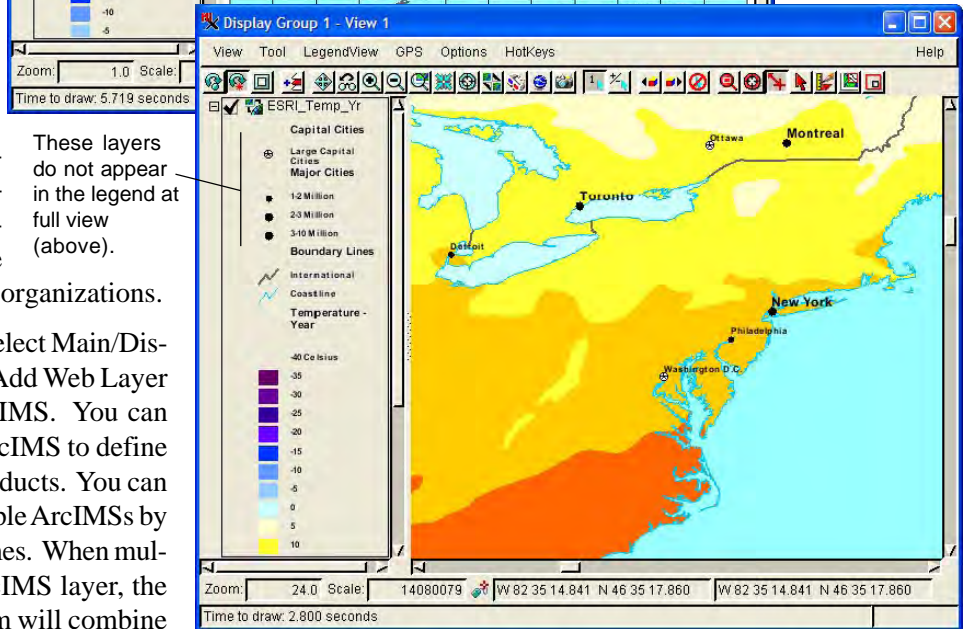 -10
-5
Zoom: 1.0 Scale:
Time to draw: 5.719 seconds
These layers
do not appear
in the legend at
full view
(above).
organizations.
elect Main/Dis-
Add Web Layer
IMS. You can
cIMS to define
ducts. You can
ple ArcIMSs by
nes. When mul-
IMS layer, the
m will combine
Display Group 1 - View 1
View Tool LegendView GPS Options HotKeys Help
ESRI_Temp_Yr
Capital Cities
Large Capital
Cities
Major Cities
1-2 Million
2-3 Million
3-10 Million
Boundary Lines
International
Coastline
Temperature -
Year
-40 Celsius
-35
-30
-25
-20
-15
-10
-5
0
5
10
Ottawa
Montreal
Toronto
Detroit
New York
Philadelphia
Washington D.C.
Zoom: 24.0 Scale: 14080079 W 82 35 14.841 N 46 35 17.860 W 82 35 14.841 N 46 35 17.860
Time to draw: 2.800 seconds